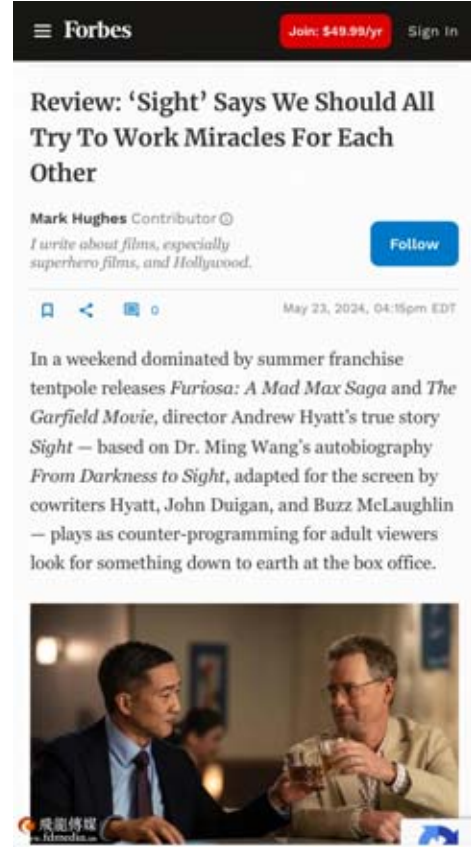 Forbes
Join: $49.99/yr
Sign In
Review: ‘Sight’ Says We Should All
Try To Work Miracles For Each
Other
Mark Hughes Contributor
I write about films, especially
superhero films, and Hollywood.
Follow
0
May 23, 2024, 04:15pm EDT
In a weekend dominated by summer franchise
tentpole releases Furiosa: A Mad Max Saga and The
Garfield Movie, director Andrew Hyatt’s true story
Sight — based on Dr. Ming Wang’s autobiography
From Darkness to Sight, adapted for the screen by
cowriters Hyatt, John Duigan, and Buzz McLaughlin
— plays as counter-programming for adult viewers
look for something down to earth at the box office.
飛龍傳媒